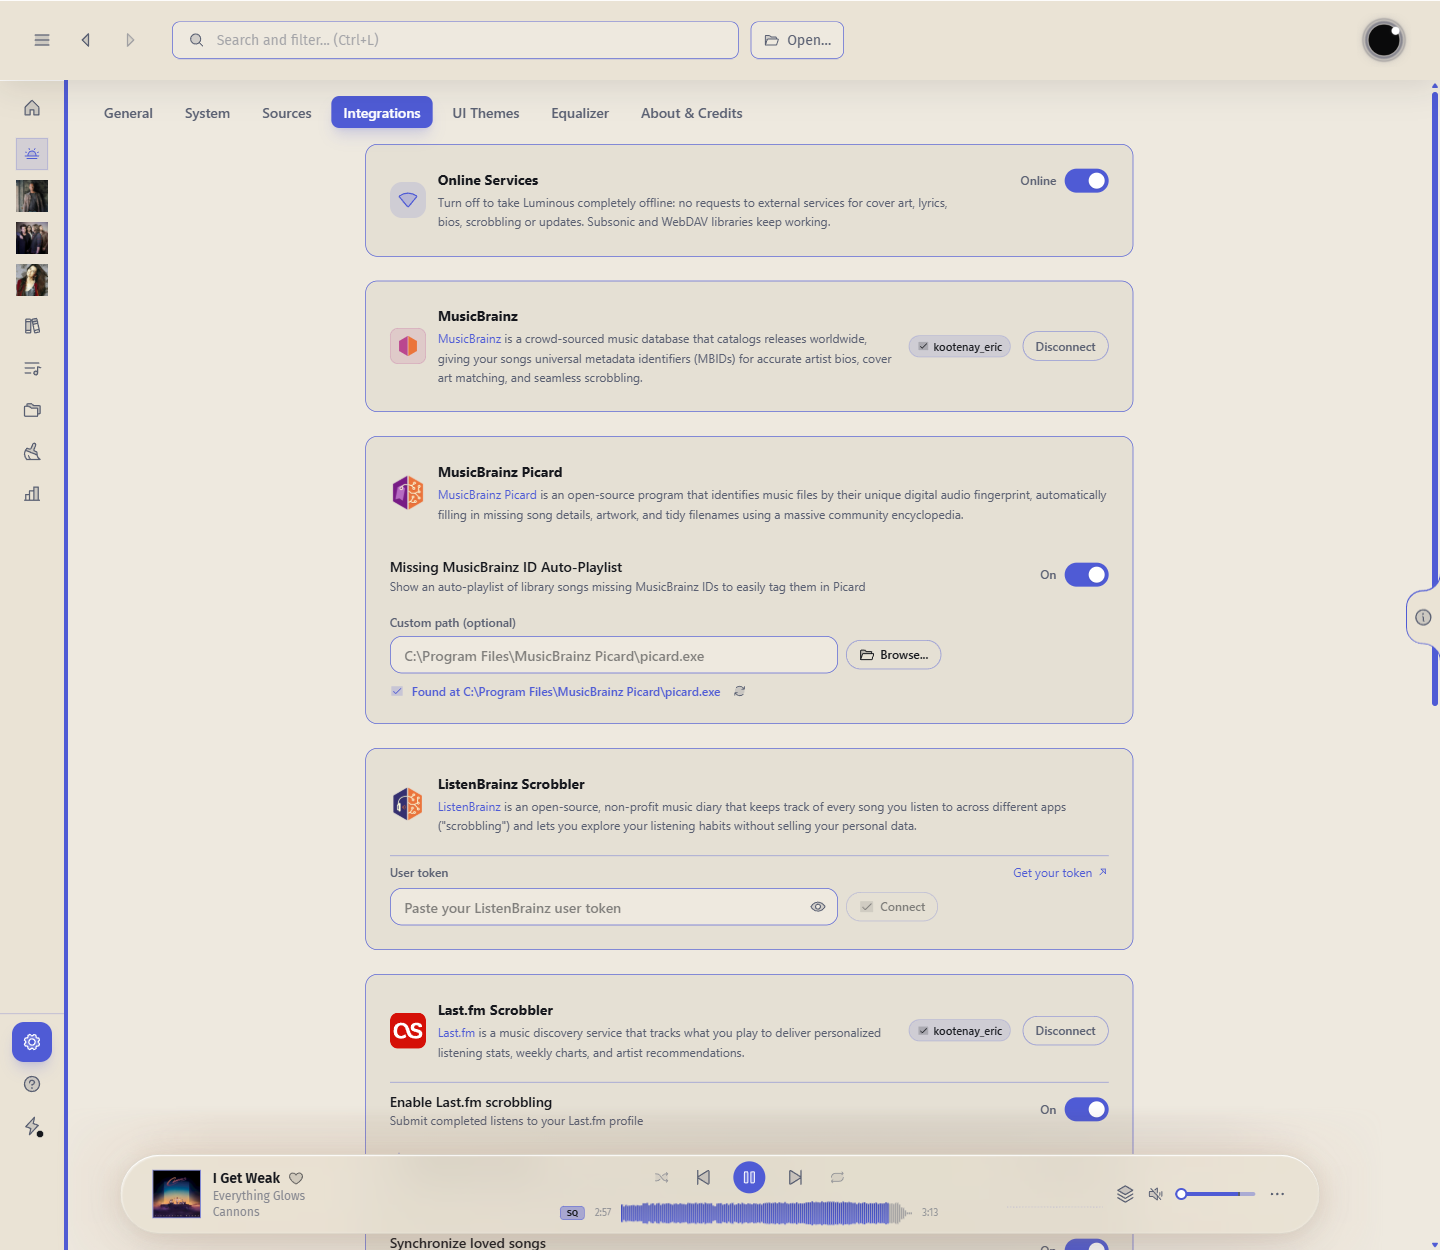 Search and filter... (Ctrl+L)
Open...
General
System
Sources
Integrations
UI Themes
Equalizer
About & Credits
Online Services
Turn off to take Luminous completely offline: no requests to external services for cover art, lyrics,
bios, scrobbling or updates. Subsonic and WebDAV libraries keep working.
Online
MusicBrainz
MusicBrainz is a crowd-sourced music database that catalogs releases worldwide,
giving your songs universal metadata identifiers (MBIDs) for accurate artist bios, cover
art matching, and seamless scrobbling.
kootenay_eric
Disconnect
MusicBrainz Picard
MusicBrainz Picard is an open-source program that identifies music files by their unique digital audio fingerprint, automatically
filling in missing song details, artwork, and tidy filenames using a massive community encyclopedia.
Missing MusicBrainz ID Auto-Playlist
Show an auto-playlist of library songs missing MusicBrainz IDs to easily tag them in Picard
On
Custom path (optional)
C:\Program Files\MusicBrainz Picard\picard.exe
Browse...
Found at C:\Program Files\MusicBrainz Picard\picard.exe
ListenBrainz Scrobbler
ListenBrainz is an open-source, non-profit music diary that keeps track of every song you listen to across different apps
("scrobbling") and lets you explore your listening habits without selling your personal data.
User token
Get your token
Paste your ListenBrainz user token
Connect
Last.fm Scrobbler
Last.fm is a music discovery service that tracks what you play to deliver personalized
listening stats, weekly charts, and artist recommendations.
kootenay_eric
Disconnect
Enable Last.fm scrobbling
Submit completed listens to your Last.fm profile
On
I Get Weak
Everything Glows
Cannons
SQ
2:57
3:13
Synchronize loved songs
On